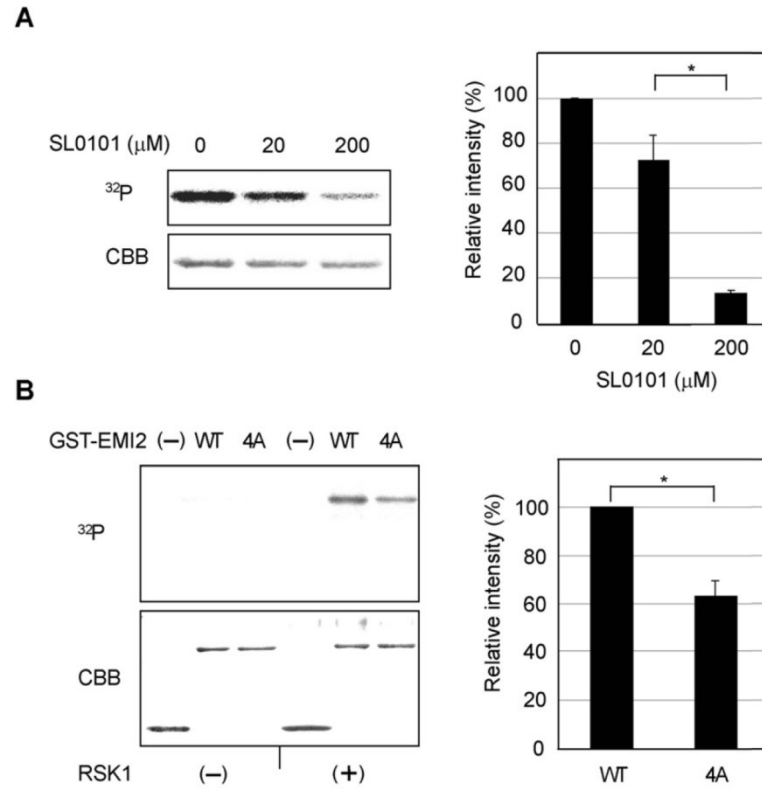 A
SL0101 (μM) 0 20 200
32P
CBB
Relative intensity (%)
100
80
60
40
20
0
*
0 20 200
SL0101 (μM)
B
GST-EMI2 (–) WT 4A (–) WT 4A
32P
CBB
RSK1 (–) (+)
Relative intensity (%)
100
80
60
40
20
0
*
WT 4A